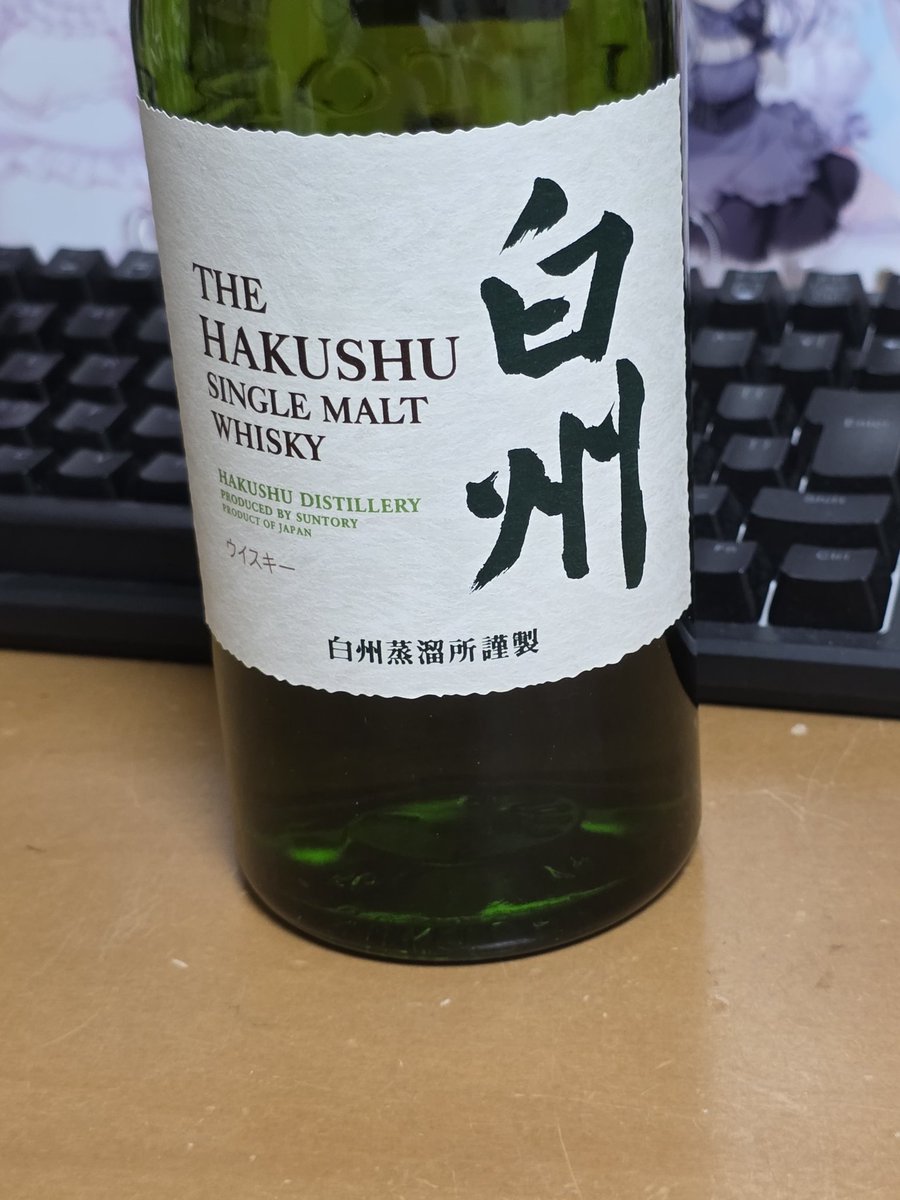 THE
HAKUSHU
SINGLE MALT
WHISKY
HAKUSHU DISTILLERY
PRODUCED BY SUNTORY
PRODUCT OF JAPAN
ウイスキー
白州
白州蒸溜所謹製